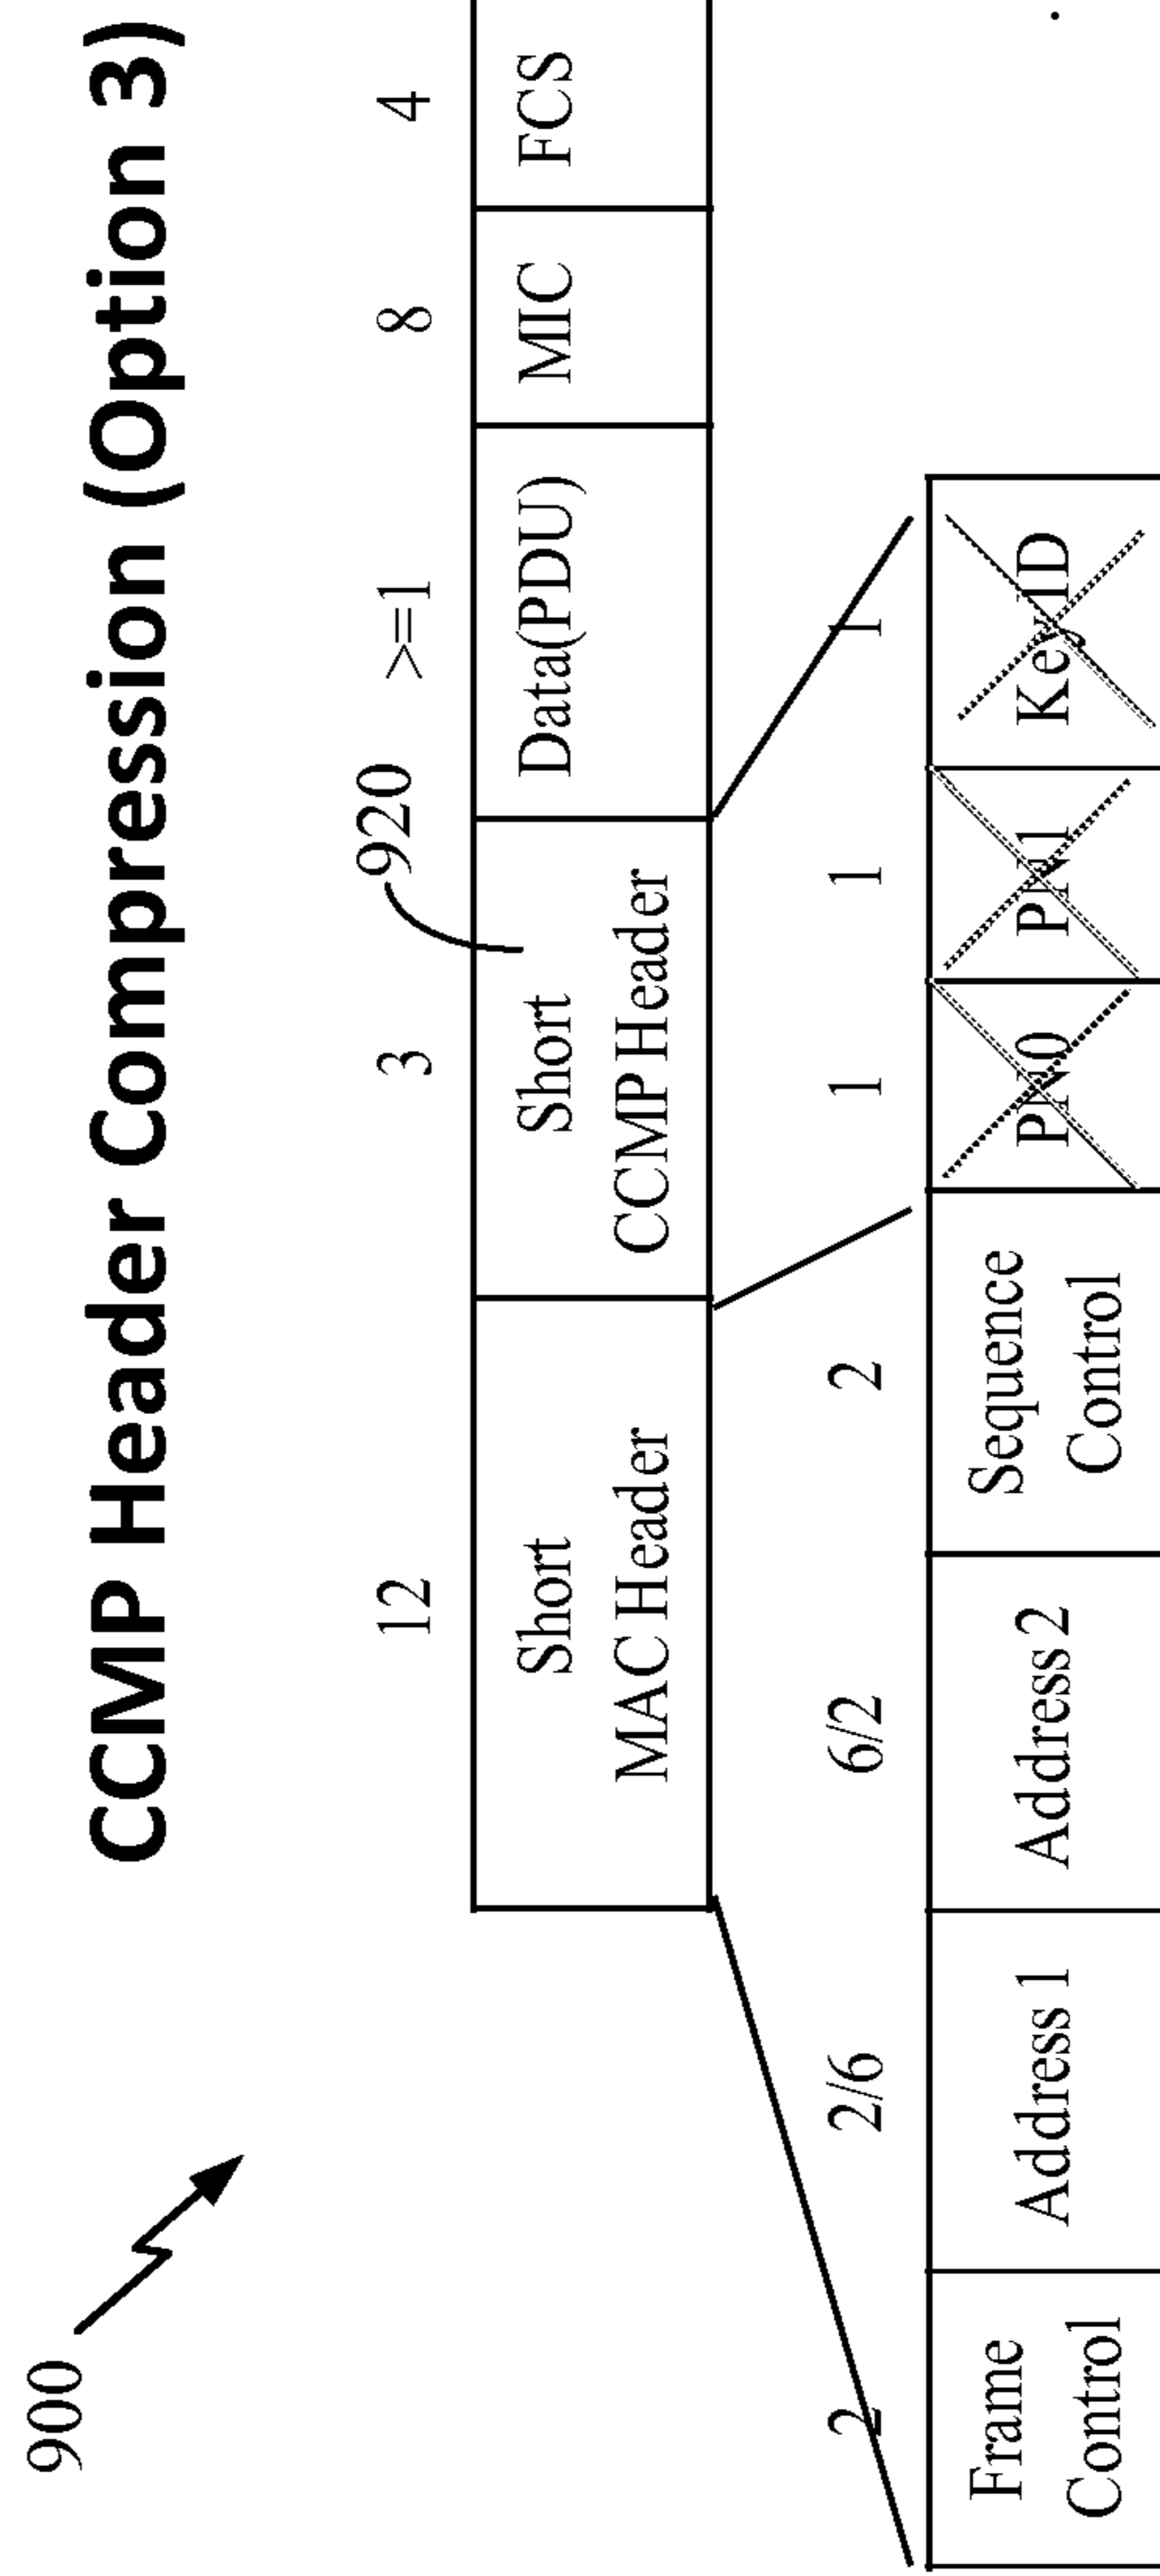 CCMP Header Compression (Option 3)
900
920
12 3 >=1 8 4
Short
MAC Header
Short
CCMP Header
Data(PDU)
MIC
FCS
2 2/6 6/2 2 1 1 1
Frame
Control
Address 1
Address 2
Sequence
Control
PN0
PN1
Key ID